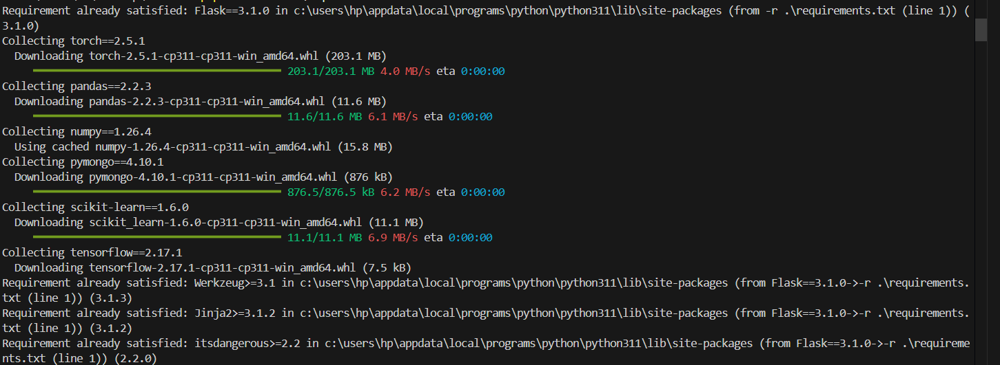 Requirement already satisfied: Flask==3.1.0 in c:\users\hp\appdata\local\programs\python\python311\lib\site-packages (from -r .\requirements.txt (line 1)) (
3.1.0)
Collecting torch==2.5.1
  Downloading torch-2.5.1-cp311-cp311-win_amd64.whl (203.1 MB)
     203.1/203.1 MB 4.0 MB/s eta 0:00:00
Collecting pandas==2.2.3
  Downloading pandas-2.2.3-cp311-cp311-win_amd64.whl (11.6 MB)
     11.6/11.6 MB 6.1 MB/s eta 0:00:00
Collecting numpy==1.26.4
  Using cached numpy-1.26.4-cp311-cp311-win_amd64.whl (15.8 MB)
Collecting pymongo==4.10.1
  Downloading pymongo-4.10.1-cp311-cp311-win_amd64.whl (876 kB)
     876.5/876.5 kB 6.2 MB/s eta 0:00:00
Collecting scikit-learn==1.6.0
  Downloading scikit_learn-1.6.0-cp311-cp311-win_amd64.whl (11.1 MB)
     11.1/11.1 MB 6.9 MB/s eta 0:00:00
Collecting tensorflow==2.17.1
  Downloading tensorflow-2.17.1-cp311-cp311-win_amd64.whl (7.5 kB)
Requirement already satisfied: Werkzeug>=3.1 in c:\users\hp\appdata\local\programs\python\python311\lib\site-packages (from Flask==3.1.0->-r .\requirements.
txt (line 1)) (3.1.3)
Requirement already satisfied: Jinja2>=3.1.2 in c:\users\hp\appdata\local\programs\python\python311\lib\site-packages (from Flask==3.1.0->-r .\requirements.
txt (line 1)) (3.1.2)
Requirement already satisfied: itsdangerous>=2.2 in c:\users\hp\appdata\local\programs\python\python311\lib\site-packages (from Flask==3.1.0->-r .\requireme
nts.txt (line 1)) (2.2.0)